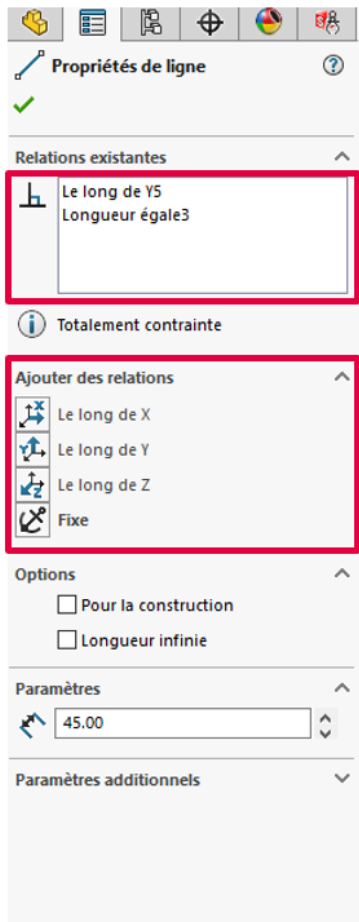 Propriétés de ligne
Relations existantes
Le long de Y5
Longueur égale3
Totalement contrainte
Ajouter des relations
Le long de X
Le long de Y
Le long de Z
Fixe
Options
Pour la construction
Longueur infinie
Paramètres
45.00
Paramètres additionnels